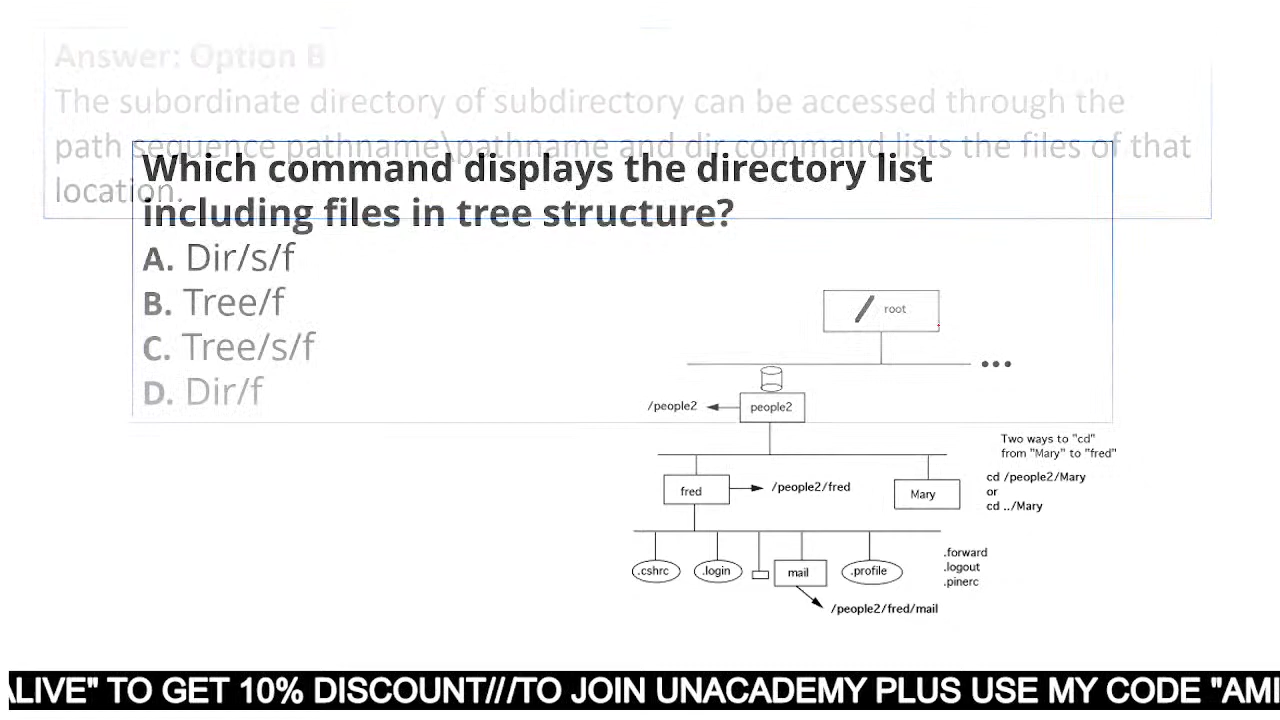 Answer: Option B
The subordinate directory of subdirectory can be accessed through the
path sequence pathname\pathname and dir command lists the files of that
location.
Which command displays the directory list
including files in tree structure?
A. Dir/s/f
B. Tree/f
C. Tree/s/f
D. Dir/f
/ root
/people2
people2
Two ways to "cd"
from "Mary" to "fred"
cd /people2/Mary
or
cd ../Mary
fred
/people2/fred
Mary
.cshrc
.login
mail
.profile
.forward
.logout
.pinerc
/people2/fred/mail
ALIVE" TO GET 10% DISCOUNT///TO JOIN UNACADEMY PLUS USE MY CODE "AMI